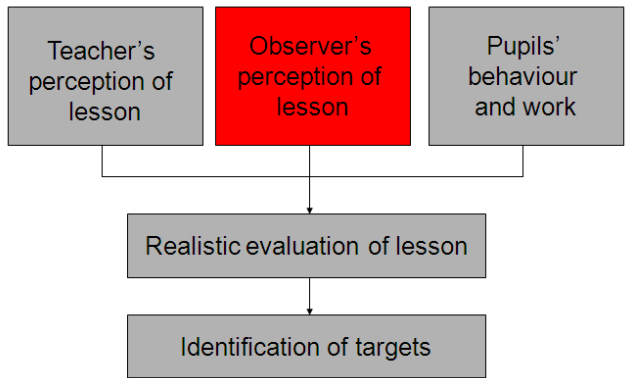 Teacher’s
perception of
lesson
Observer’s
perception of
lesson
Pupils’
behaviour
and work
Realistic evaluation of lesson
Identification of targets